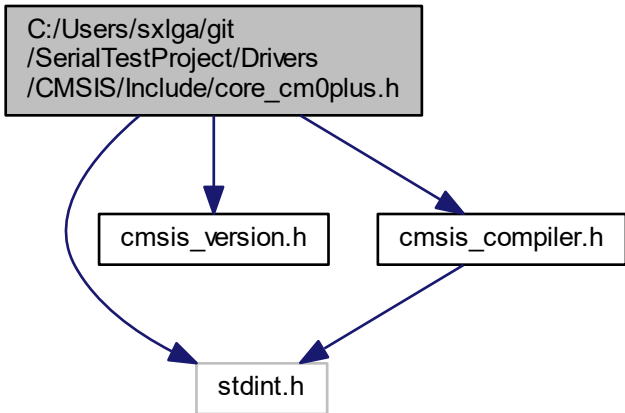 C:/Users/sxlga/git
/SerialTestProject/Drivers
/CMSIS/Include/core_cm0plus.h
cmsis_version.h
cmsis_compiler.h
stdint.h